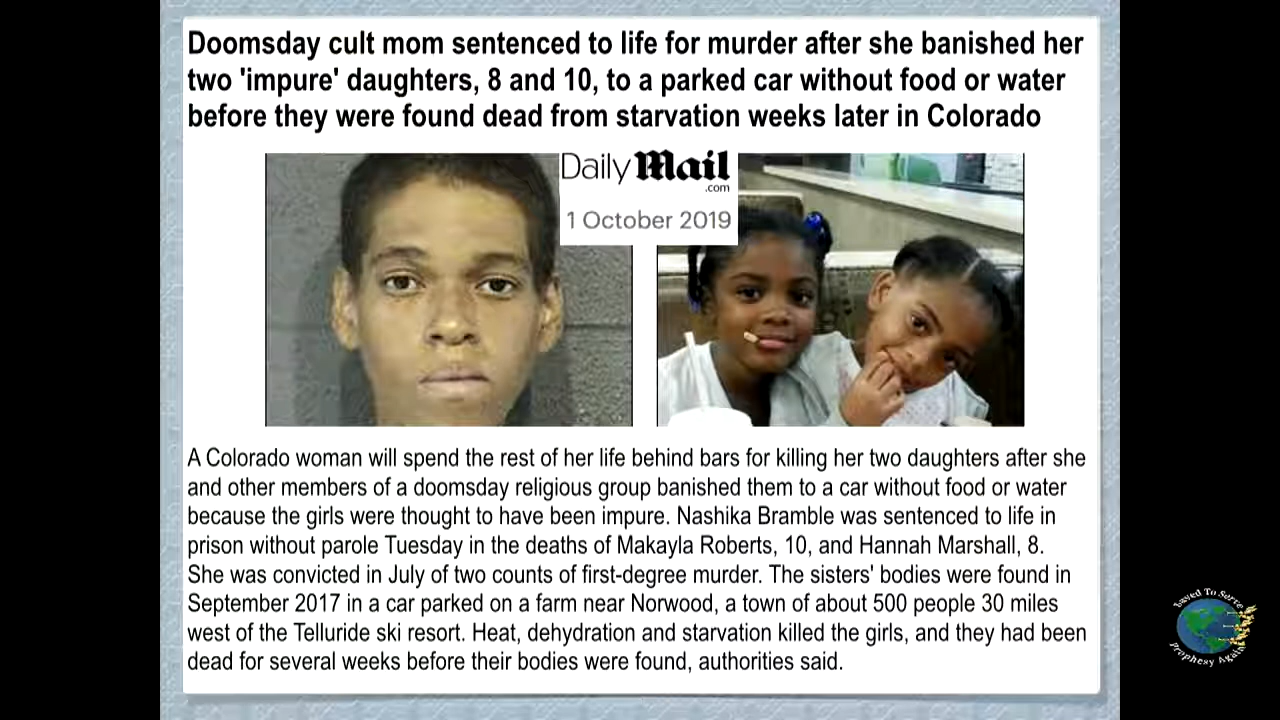 Doomsday cult mom sentenced to life for murder after she banished her
two 'impure' daughters, 8 and 10, to a parked car without food or water
before they were found dead from starvation weeks later in Colorado
Daily Mail
.com
1 October 2019
A Colorado woman will spend the rest of her life behind bars for killing her two daughters after she
and other members of a doomsday religious group banished them to a car without food or water
because the girls were thought to have been impure. Nashika Bramble was sentenced to life in
prison without parole Tuesday in the deaths of Makayla Roberts, 10, and Hannah Marshall, 8.
She was convicted in July of two counts of first-degree murder. The sisters' bodies were found in
September 2017 in a car parked on a farm near Norwood, a town of about 500 people 30 miles
west of the Telluride ski resort. Heat, dehydration and starvation killed the girls, and they had been
dead for several weeks before their bodies were found, authorities said.
Saved To Serve
Prophesy Again